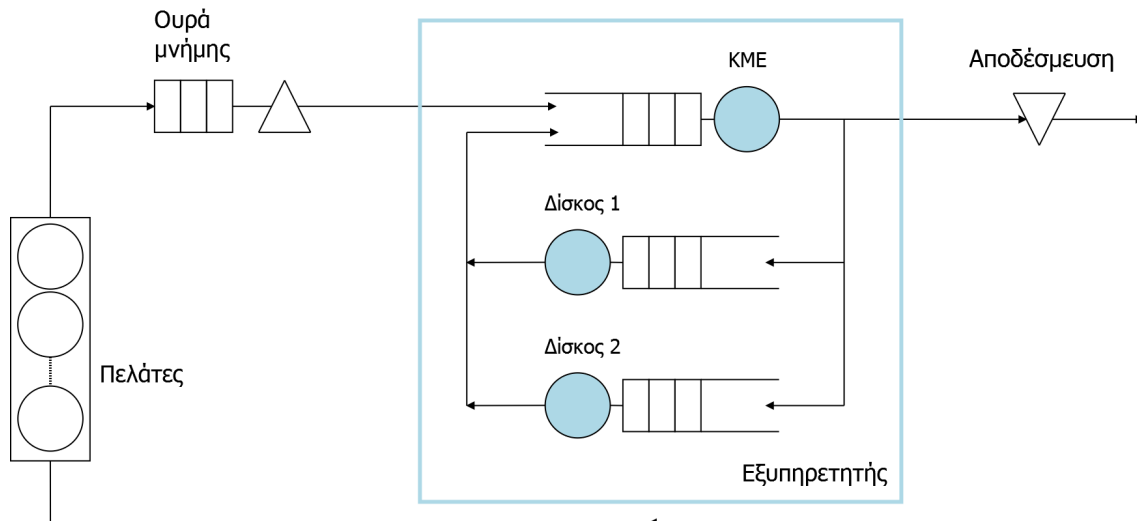 Ουρά
μνήμης
ΚΜΕ
Αποδέσμευση
Δίσκος 1
Δίσκος 2
Πελάτες
Εξυπηρετητής